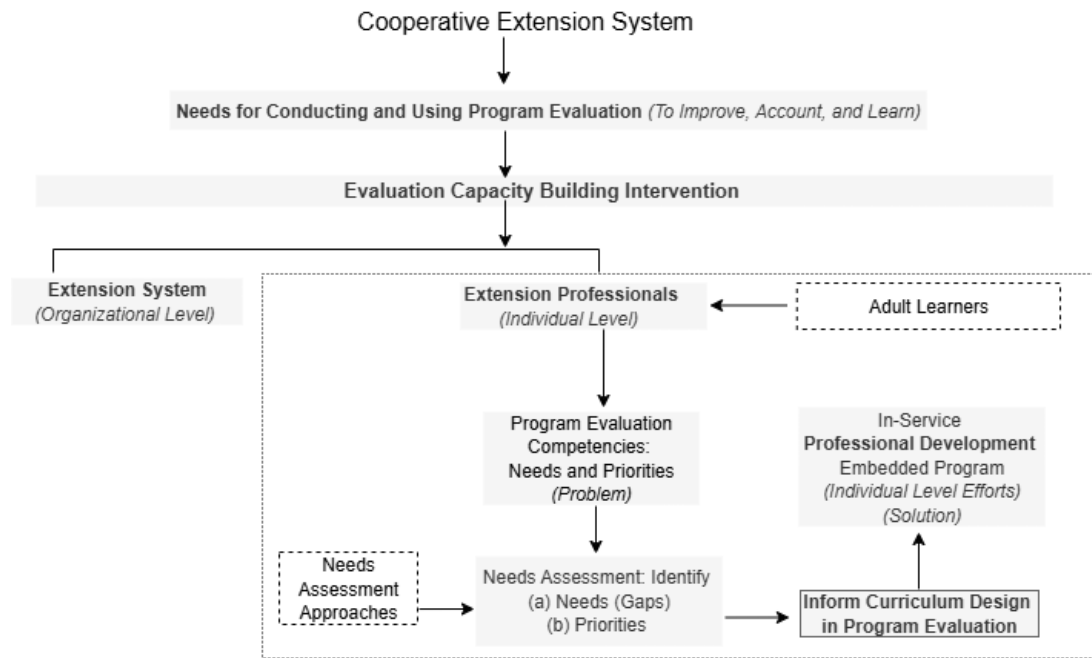 Cooperative Extension System
Needs for Conducting and Using Program Evaluation (To Improve, Account, and Learn)
Evaluation Capacity Building Intervention
Extension System
(Organizational Level)
Extension Professionals
(Individual Level)
Adult Learners
Program Evaluation
Competencies:
Needs and Priorities
(Problem)
In-Service
Professional Development
Embedded Program
(Individual Level Efforts)
(Solution)
Needs
Assessment
Approaches
Needs Assessment: Identify
(a) Needs (Gaps)
(b) Priorities
Inform Curriculum Design
in Program Evaluation